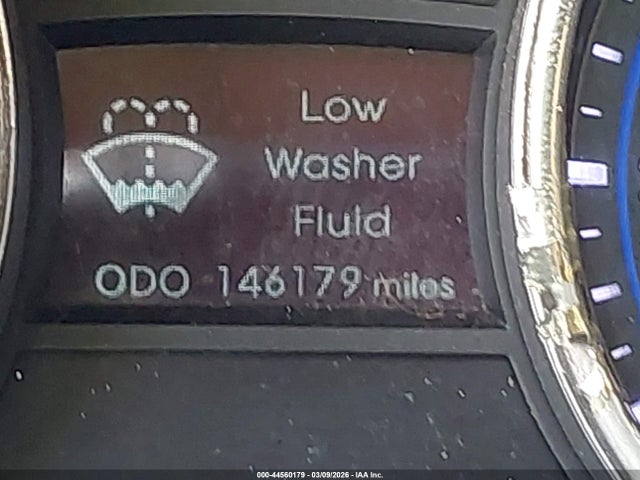 Low
Washer
Fluid
ODO 146179 miles
000-44560179 - 03/09/2026 - IAA Inc.